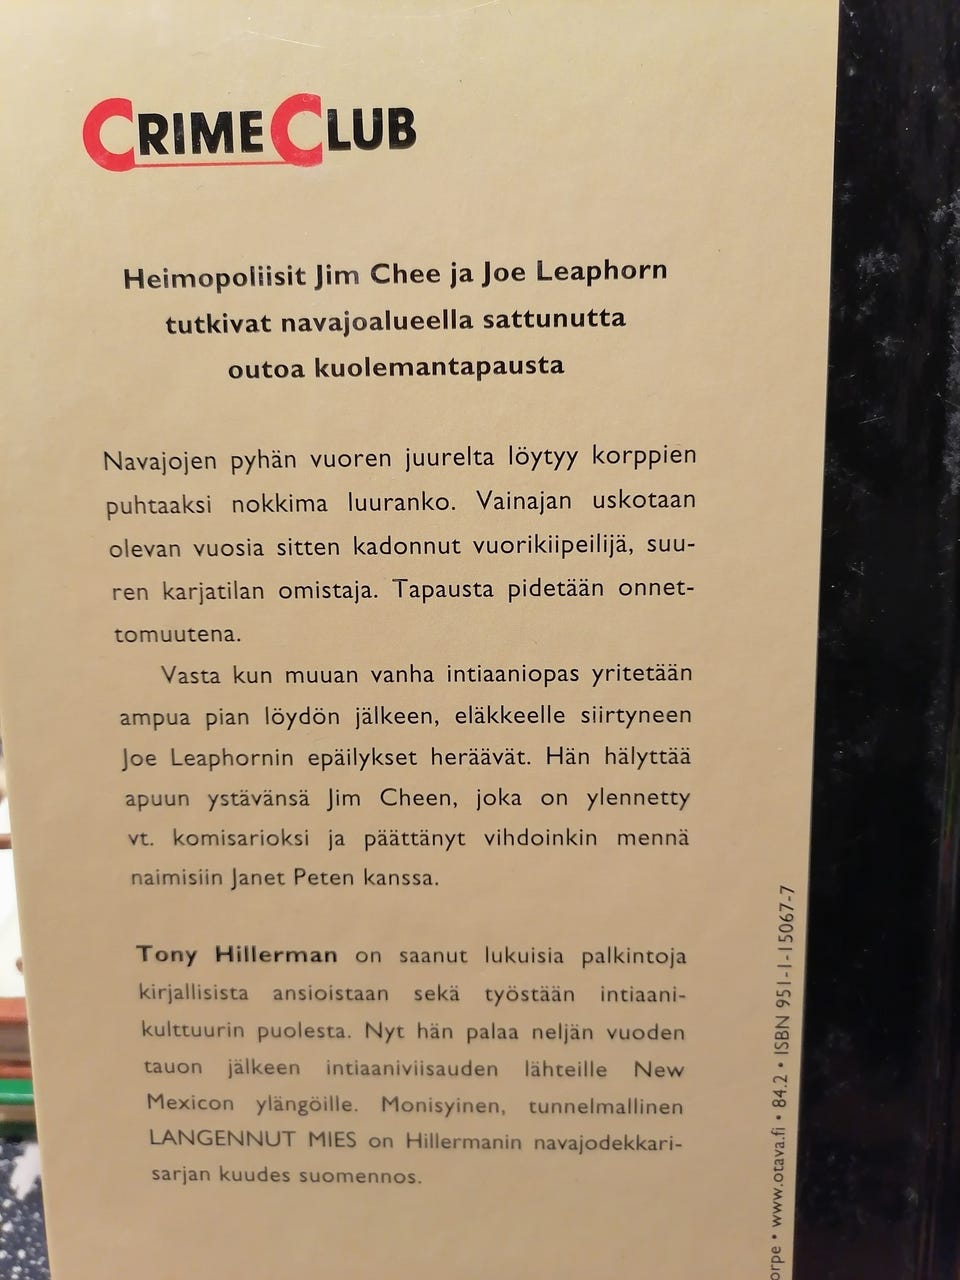 CRIME CLUB
Heimopoliisit Jim Chee ja Joe Leaphorn
tutkivat navajoalueella sattunutta
outoa kuolemantapausta
Navajojen pyhän vuoren juurelta löytyy korppien
puhtaaksi nokkima luuranko. Vainajan uskotaan
olevan vuosia sitten kadonnut vuorikiipeilijä, suu-
ren karjatilan omistaja. Tapausta pidetään onnet-
tomuutena.
Vasta kun muuan vanha intiaaniopas yritetään
ampua pian löydön jälkeen, eläkkeelle siirtyneen
Joe Leaphornin epäilykset heräävät. Hän hälyttää
apuun ystävänsä Jim Cheen, joka on ylennetty
vt. komisarioksi ja päättänyt vihdoinkin mennä
naimisiin Janet Peten kanssa.
Tony Hillerman on saanut lukuisia palkintoja
kirjallisista ansioistaan sekä työstään intiaani-
kulttuurin puolesta. Nyt hän palaa neljän vuoden
tauon jälkeen intiaaniviisauden lähteille New
Mexicon ylängöille. Monisyinen, tunnelmallinen
LANGENNUT MIES on Hillermanin navajodekkari-
sarjan kuudes suomennos.
orpe • www.otava.fi • 84.2 • ISBN 951-1-15067-7